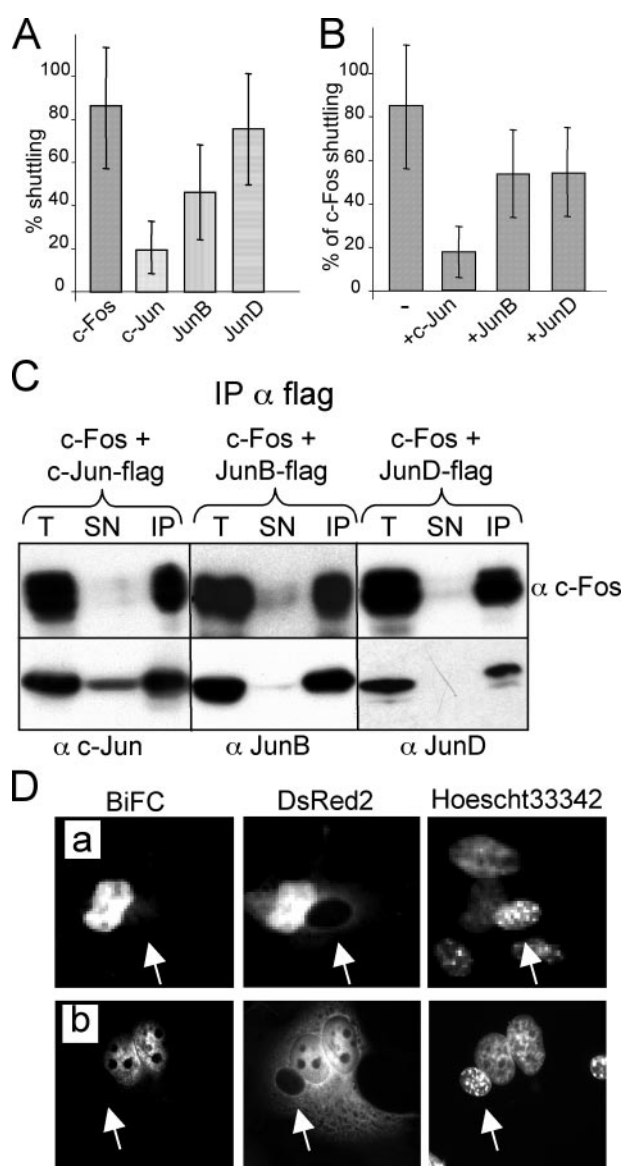 A
B
% shuttling
100
80
60
40
20
0
c-Fos
c-Jun
JunB
JunD
% of c-Fos shuttling
100
80
60
40
20
0
-
+c-Jun
+JunB
+JunD
C
IP α flag
c-Fos +
c-Jun-flag
c-Fos +
JunB-flag
c-Fos +
JunD-flag
T SN IP
T SN IP
T SN IP
α c-Fos
α c-Jun
α JunB
α JunD
D
BiFC
DsRed2
Hoescht33342
a
b